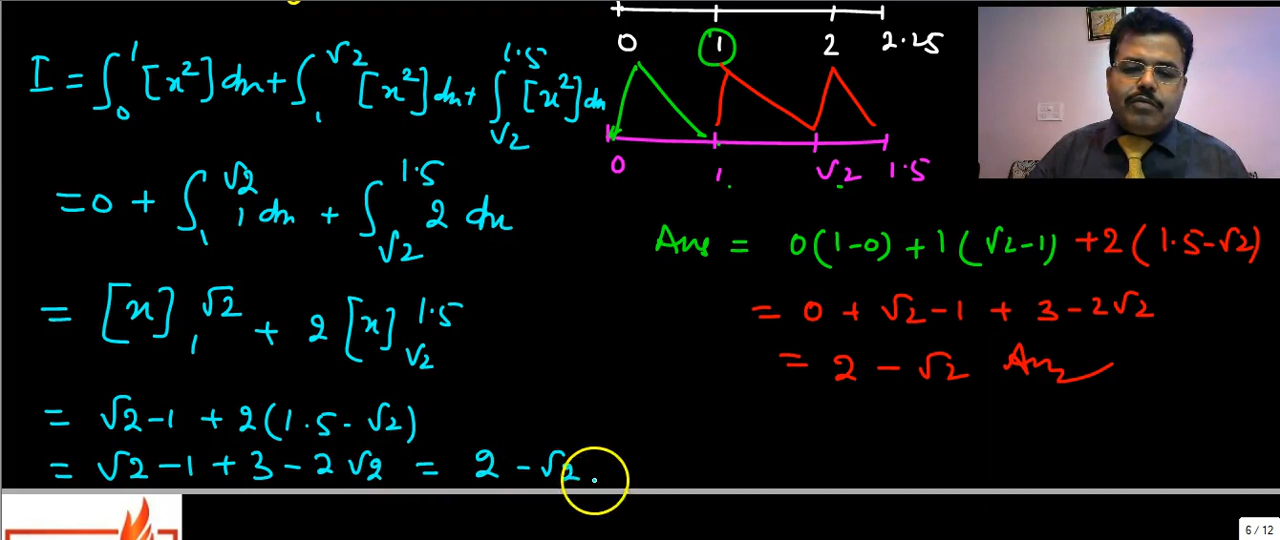 0 1 2 2.25
I = ∫₀¹ [x²] dx + ∫₁^√2 [x²] dx + ∫_√2^1.5 [x²] dx
0 1 √2 1.5
= 0 + ∫₁^√2 1 dx + ∫_√2^1.5 2 dx
= [x]₁^√2 + 2 [x]_√2^1.5
= √2 - 1 + 2(1.5 - √2)
= √2 - 1 + 3 - 2√2 = 2 - √2.
Ans = 0(1-0) + 1(√2-1) + 2(1.5-√2)
= 0 + √2 - 1 + 3 - 2√2
= 2 - √2 Ans
6 / 12